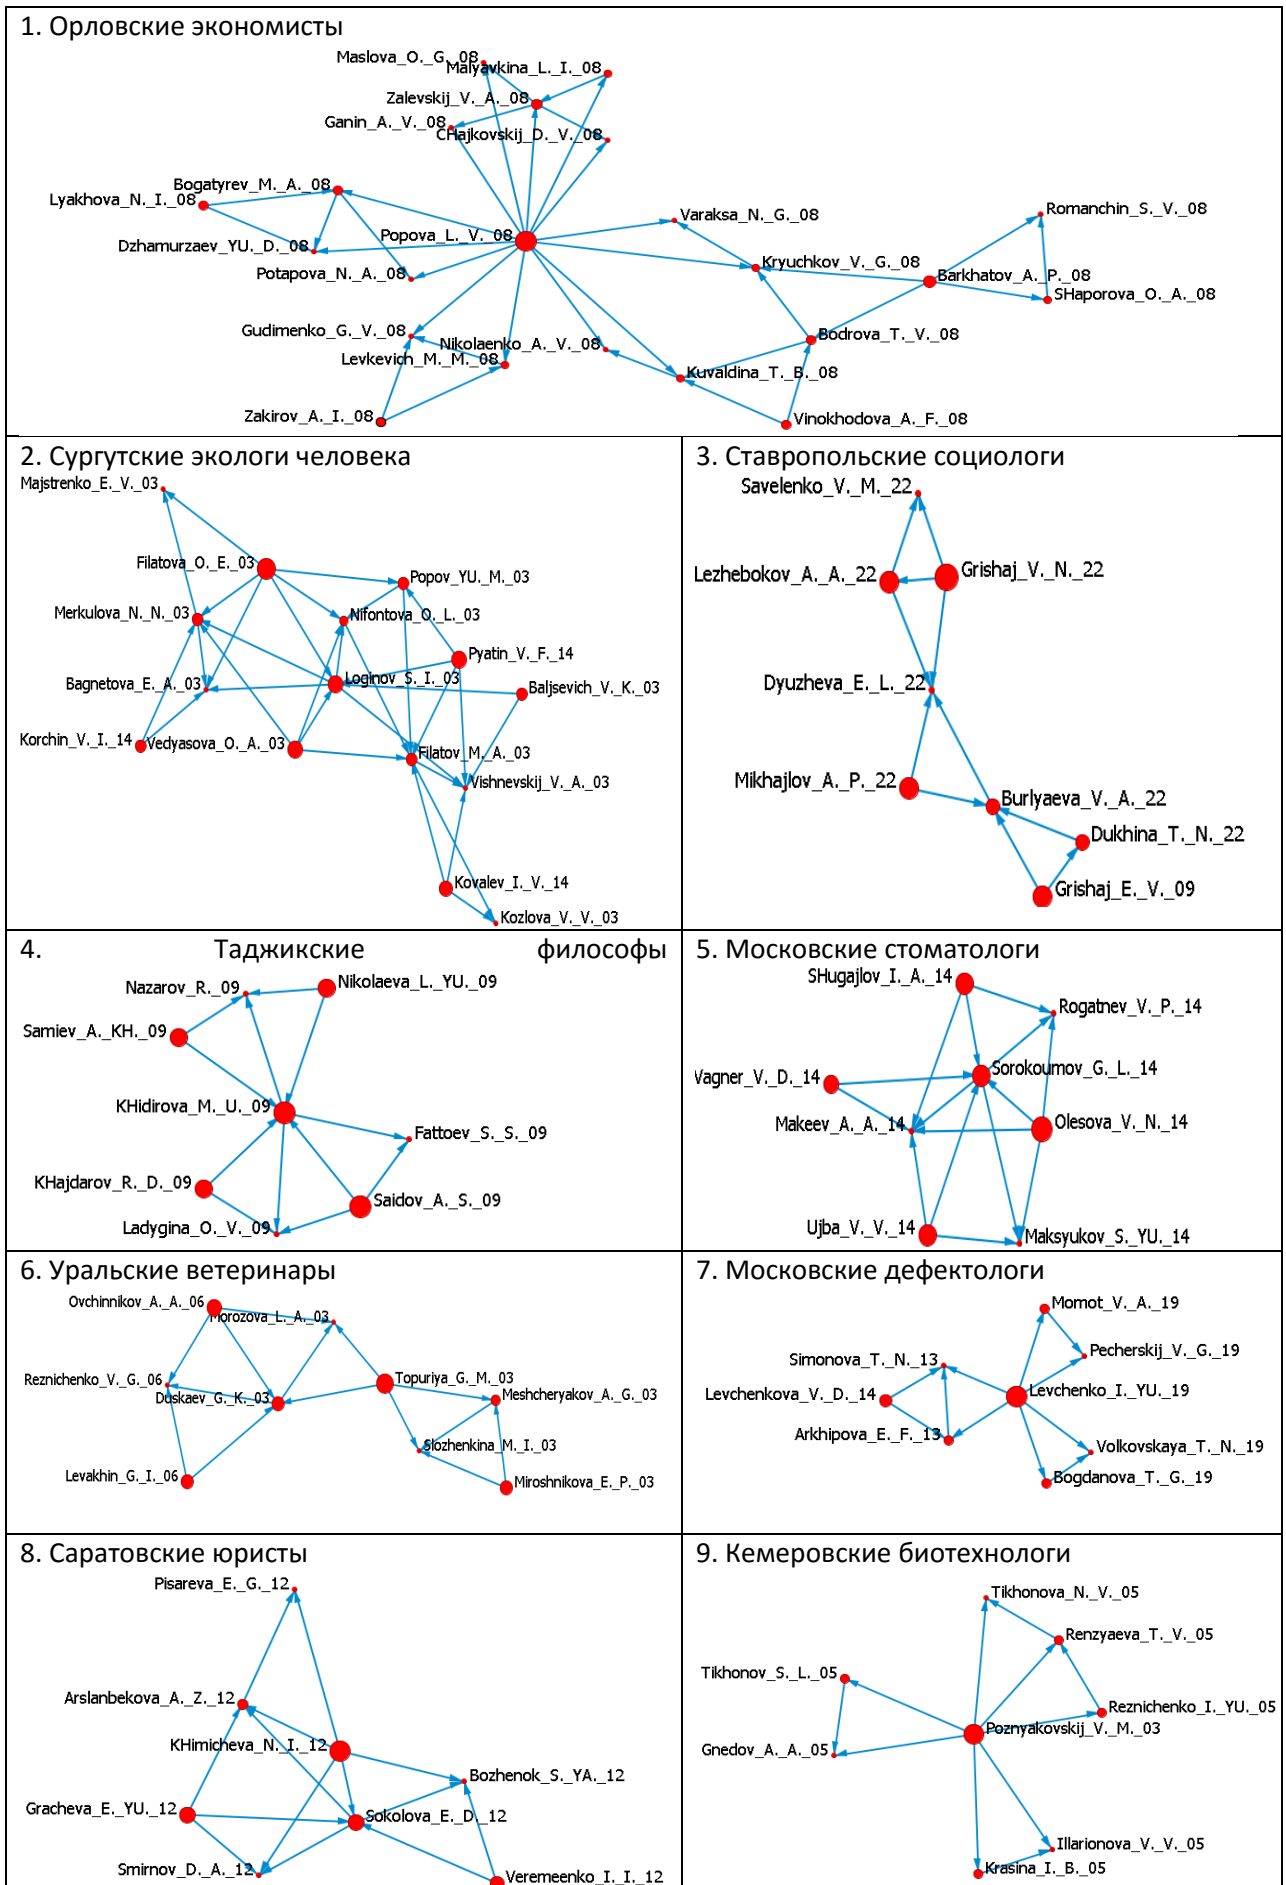 1. Орловские экономисты
Maslova_O._G._08
Malyavkina_L._I._08
Zalevskij_V._A._08
Ganin_A._V._08
CHajkovskij_D._V._08
Bogatyrev_M._A._08
Lyakhova_N._I._08
Romanchin_S._V._08
Varaksa_N._G._08
Popova_L._V._08
Dzhamurzaev_YU._D._08
Kryuchkov_V._G._08
Potapova_N._A._08
Barkhatov_A._P._08
SHaporova_O._A._08
Gudimenko_G._V._08
Nikolaenko_A._V._08
Bodrova_T._V._08
Levkevich_M._M._08
Kuvaldina_T._B._08
Zakirov_A._I._08
Vinokhodova_A._F._08
2. Сургутские экологи человека
Majstrenko_E._V._03
Filatova_O._E._03
Popov_YU._M._03
Merkulova_N._N._03
Nifontova_O._L._03
Pyatin_V._F._14
Bagnetova_E._A._03
Loginov_S._I._03
Baljsevich_V._K._03
Korchin_V._I._14
Vedyasova_O._A._03
Filatov_M._A._03
Vishnevskij_V._A._03
Kovalev_I._V._14
Kozlova_V._V._03
3. Ставропольские социологи
Savelenko_V._M._22
Lezhebokov_A._A._22
Grishaj_V._N._22
Dyuzheva_E._L._22
Mikhajlov_A._P._22
Burlyaeva_V._A._22
Dukhina_T._N._22
Grishaj_E._V._09
4. Таджикские философы
Nazarov_R._09
Nikolaeva_L._YU._09
Samiev_A._KH._09
KHidirova_M._U._09
Fattoev_S._S._09
KHajdarov_R._D._09
Saidov_A._S._09
Ladygina_O._V._09
5. Московские стоматологи
SHugajlov_I._A._14
Rogatnev_V._P._14
Sorokoumov_G._L._14
Vagner_V._D._14
Makeev_A._A._14
Olesova_V._N._14
Ujba_V._V._14
Maksyukov_S._YU._14
6. Уральские ветеринары
Ovchinnikov_A._A._06
Morozova_L._A._03
Reznichenko_V._G._06
Topuriya_G._M._03
Duskaev_G._K._03
Meshcheryakov_A._G._03
Slozhenkina_M._I._03
Levakhin_G._I._06
Miroshnikova_E._P._03
7. Московские дефектологи
Momot_V._A._19
Pecherskij_V._G._19
Simonova_T._N._13
Levchenkova_V._D._14
Levchenko_I._YU._19
Arkhipova_E._F._13
Volkovskaya_T._N._19
Bogdanova_T._G._19
8. Саратовские юристы
Pisareva_E._G._12
Arslanbekova_A._Z._12
KHimicheva_N._I._12
Bozhenok_S._YA._12
Gracheva_E._YU._12
Sokolova_E._D._12
Smirnov_D._A._12
Veremeenko_I._I._12
9. Кемеровские биотехнологи
Tikhonova_N._V._05
Renzyaeva_T._V._05
Tikhonov_S._L._05
Reznichenko_I._YU._05
Poznyakovskij_V._M._03
Gnedov_A._A._05
Illarionova_V._V._05
Krasina_I._B._05